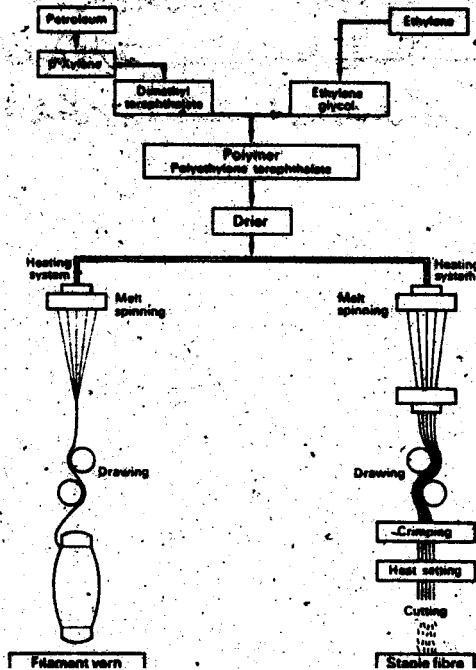 Petroleum
Ethylene
p-Xylene
Dimethyl
terephthalate
Ethylene
glycol
Polymer
Polyethylene terephthalate
Drier
Heating
system
Heating
system
Melt
spinning
Melt
spinning
Drawing
Drawing
Crimping
Heat setting
Cutting
Filament yarn
Staple fibre